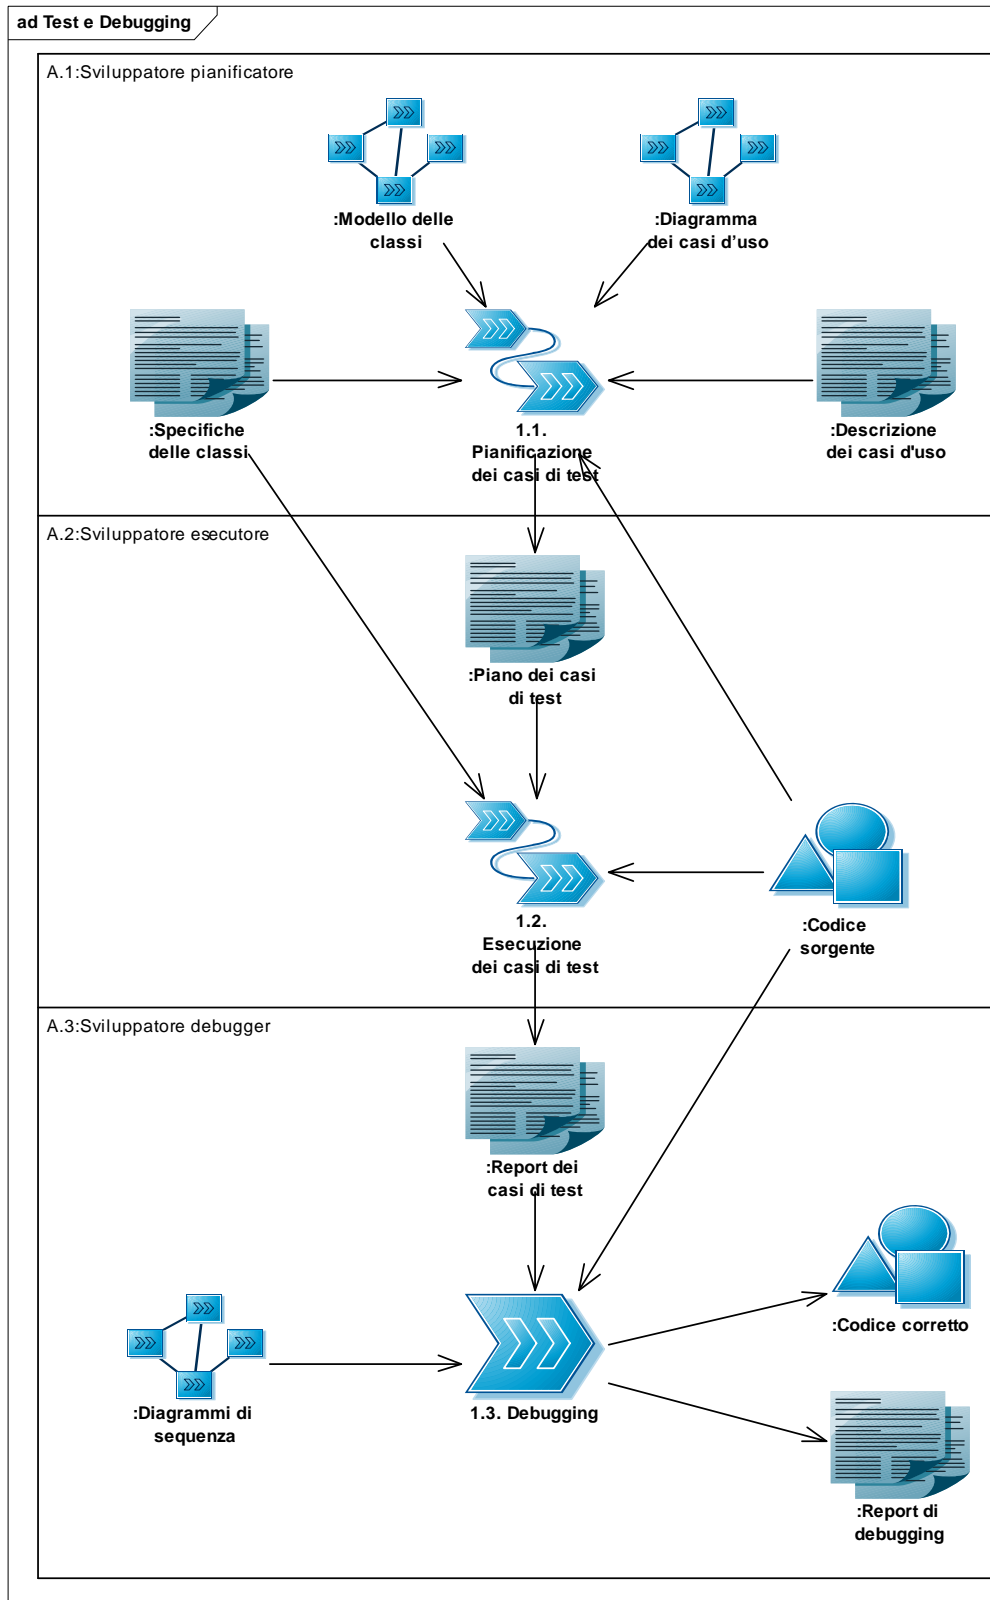 ad Test e Debugging
A.1:Sviluppatore pianificatore
:Modello delle
classi
:Diagramma
dei casi d’uso
:Specifiche
delle classi
1.1.
Pianificazione
dei casi di test
:Descrizione
dei casi d'uso
A.2:Sviluppatore esecutore
:Piano dei casi
di test
1.2.
Esecuzione
dei casi di test
:Codice
sorgente
A.3:Sviluppatore debugger
:Report dei
casi di test
:Codice corretto
:Diagrammi di
sequenza
1.3. Debugging
:Report di
debugging